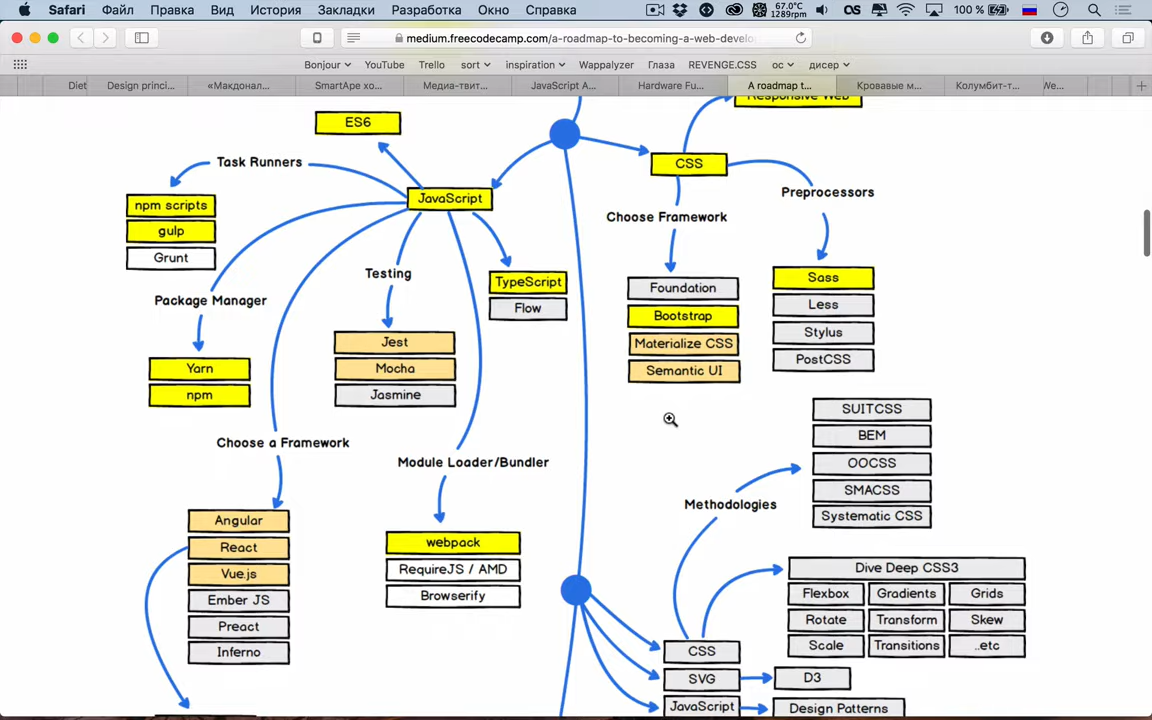 Safari Файл Правка Вид История Закладки Разработка Окно Справка 67.0°C 1289rpm 100 %
medium.freecodecamp.com/a-roadmap-to-becoming-a-web-develo
Bonjour YouTube Trello sort inspiration Wappalyzer Глаза REVENGE.CSS ос дисер
Diet Design princi... «Макдонал... SmartApe хо... Медиа-твит... JavaScript A... Hardware Fu... A roadmap t... Кровавые м... Колумбит-т... We...
Responsive Web
ES6
CSS
Task Runners
JavaScript
Preprocessors
npm scripts
gulp
Grunt
Choose Framework
Testing
TypeScript
Flow
Foundation
Bootstrap
Materialize CSS
Semantic UI
Sass
Less
Stylus
PostCSS
Package Manager
Yarn
npm
Jest
Mocha
Jasmine
Choose a Framework
Module Loader/Bundler
SUITCSS
BEM
OOCSS
SMACSS
Systematic CSS
Methodologies
Angular
React
Vue.js
Ember JS
Preact
Inferno
webpack
RequireJS / AMD
Browserify
Dive Deep CSS3
Flexbox Gradients Grids
Rotate Transform Skew
Scale Transitions ..etc
CSS
SVG
D3
JavaScript
Design Patterns